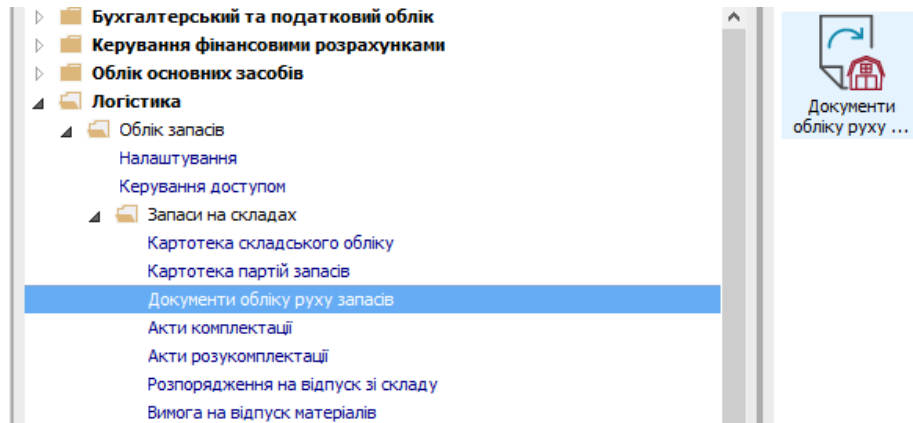 Бухгалтерський та податковий облік
Керування фінансовими розрахунками
Облік основних засобів
Логістика
Облік запасів
Налаштування
Керування доступом
Запаси на складах
Картотека складського обліку
Картотека партій запасів
Документи обліку руху запасів
Акти комплектації
Акти розукомплектації
Розпорядження на відпуск зі складу
Вимога на відпуск матеріалів
Документи
обліку руху ...